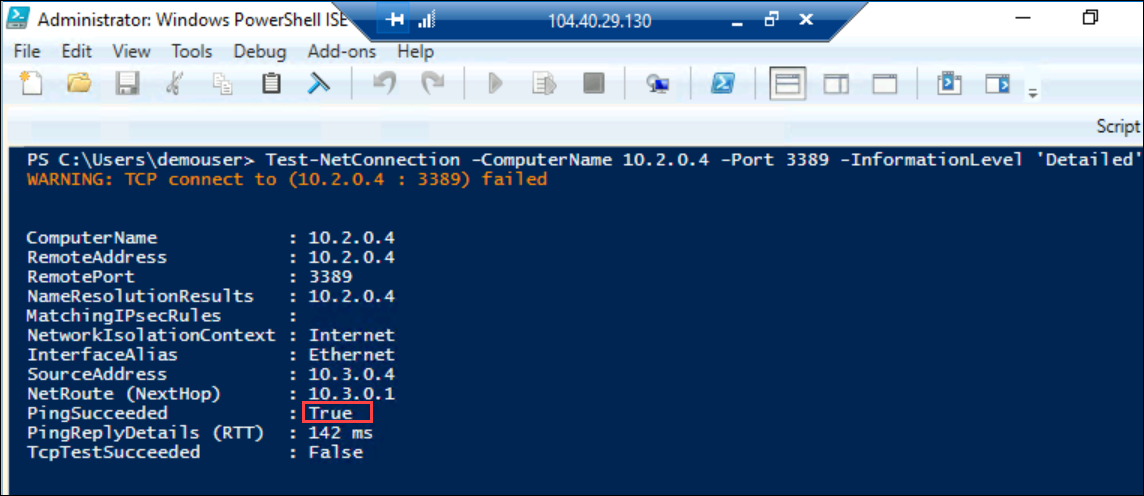 Administrator: Windows PowerShell ISE
104.40.29.130
File Edit View Tools Debug Add-ons Help
Script
PS C:\Users\demouser> Test-NetConnection -ComputerName 10.2.0.4 -Port 3389 -InformationLevel 'Detailed'
WARNING: TCP connect to (10.2.0.4 : 3389) failed
ComputerName : 10.2.0.4
RemoteAddress : 10.2.0.4
RemotePort : 3389
NameResolutionResults : 10.2.0.4
MatchingIPsecRules :
NetworkIsolationContext : Internet
InterfaceAlias : Ethernet
SourceAddress : 10.3.0.4
NetRoute (NextHop) : 10.3.0.1
PingSucceeded : True
PingReplyDetails (RTT) : 142 ms
TcpTestSucceeded : False